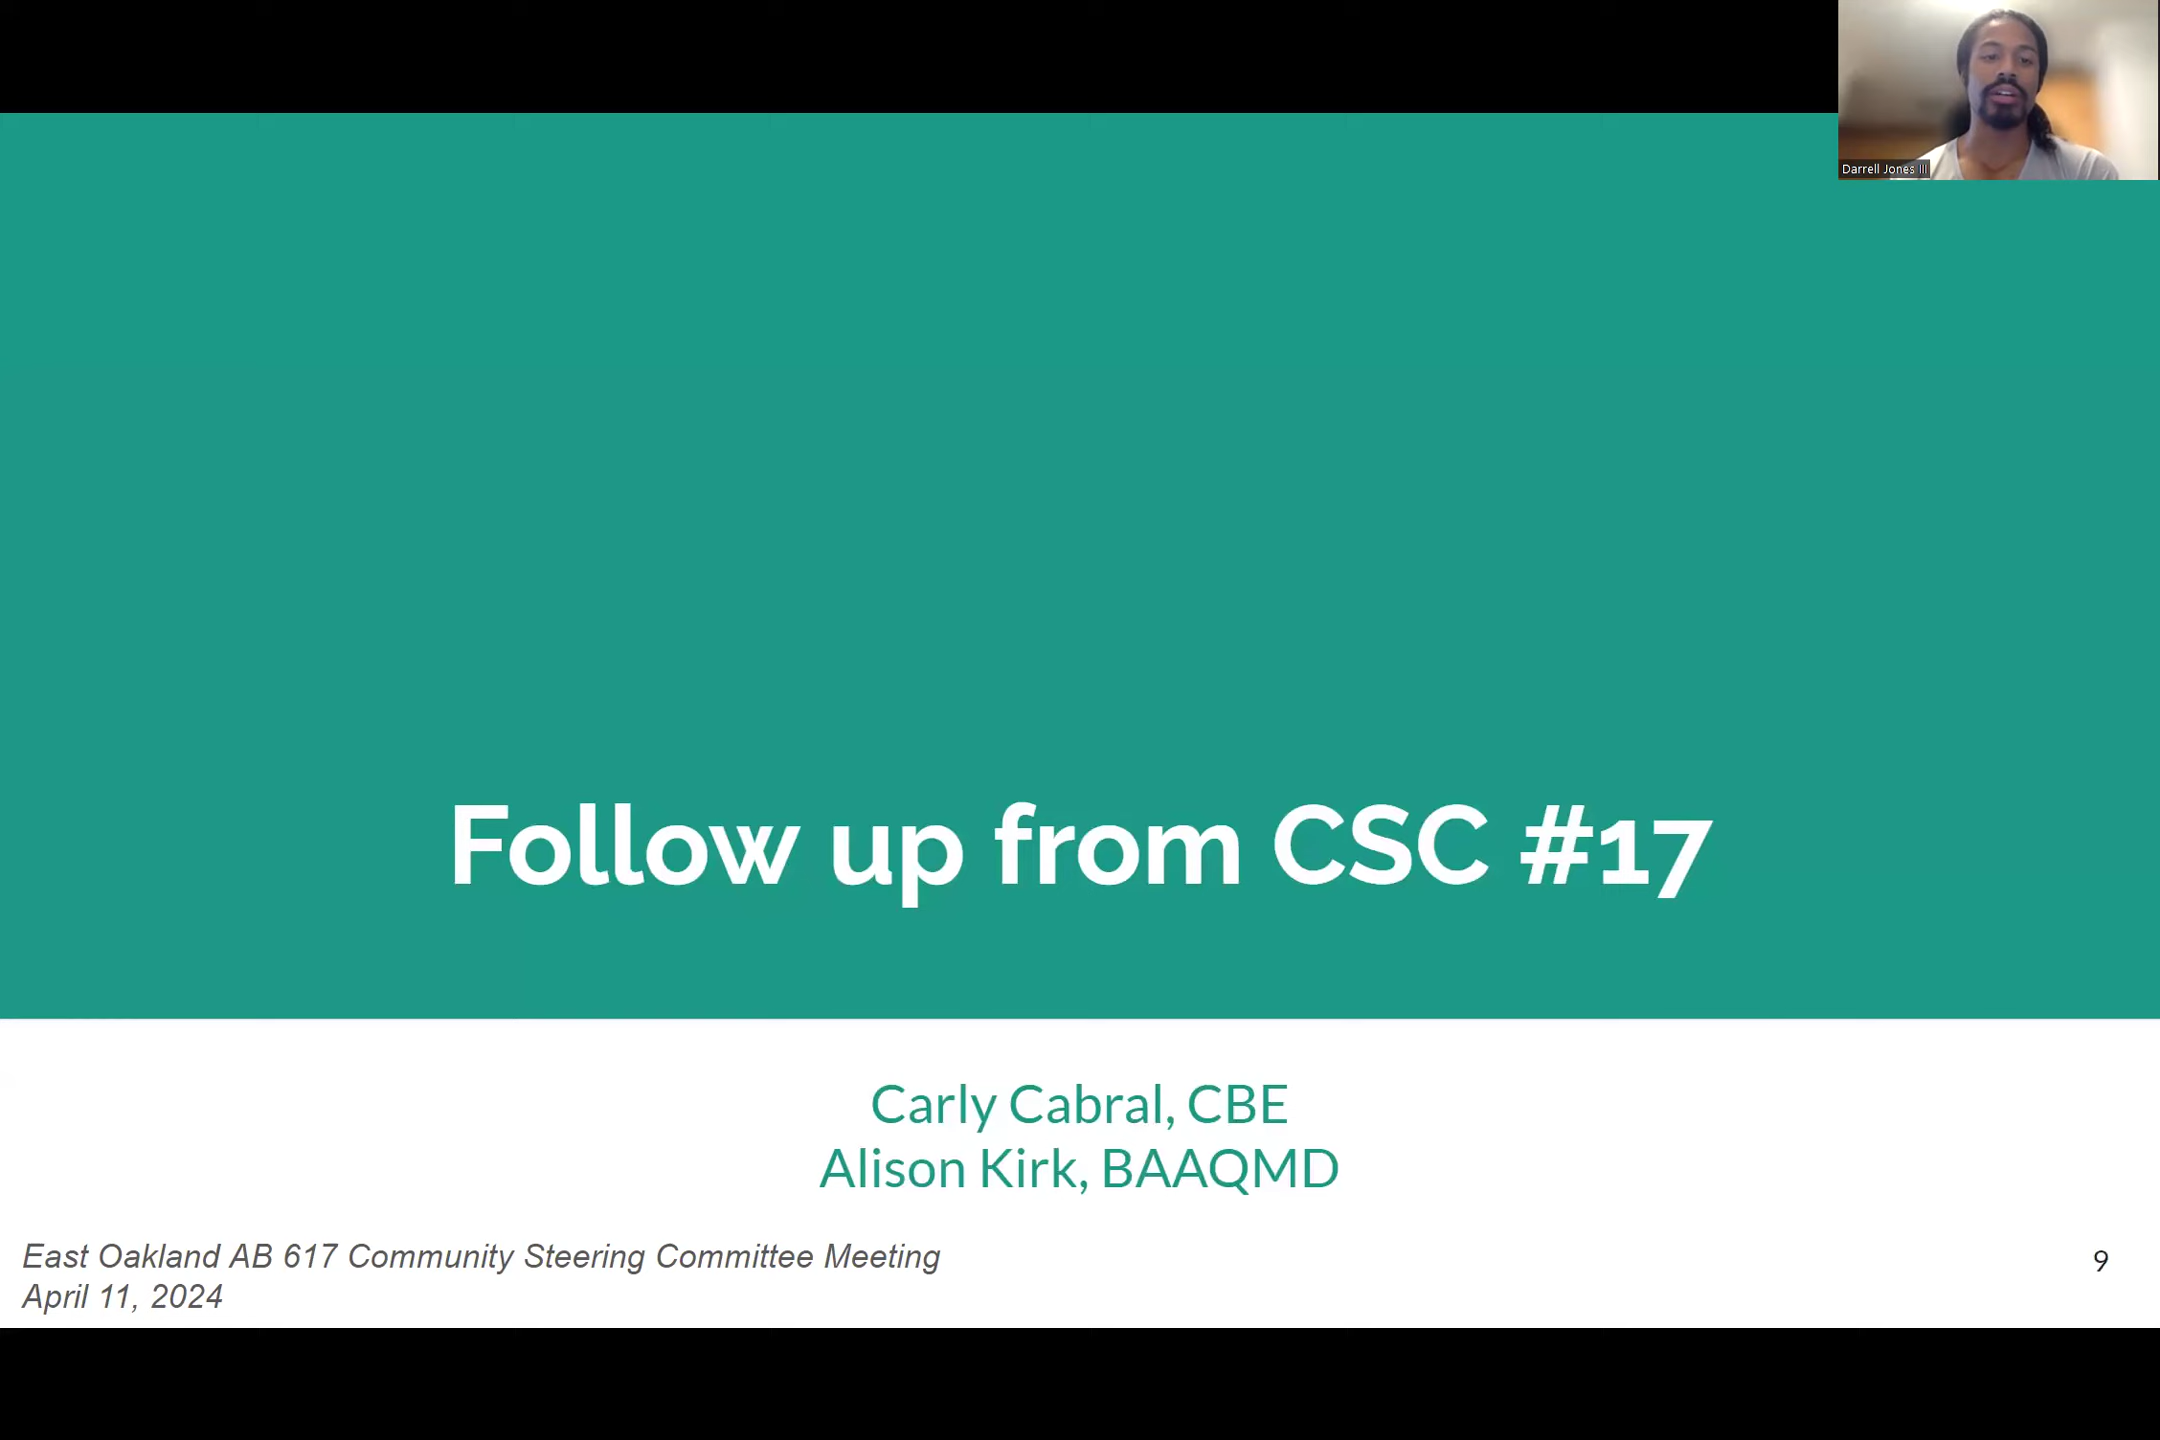 Darrell Jones III
Follow up from CSC #17
Carly Cabral, CBE
Alison Kirk, BAAQMD
East Oakland AB 617 Community Steering Committee Meeting
April 11, 2024
9